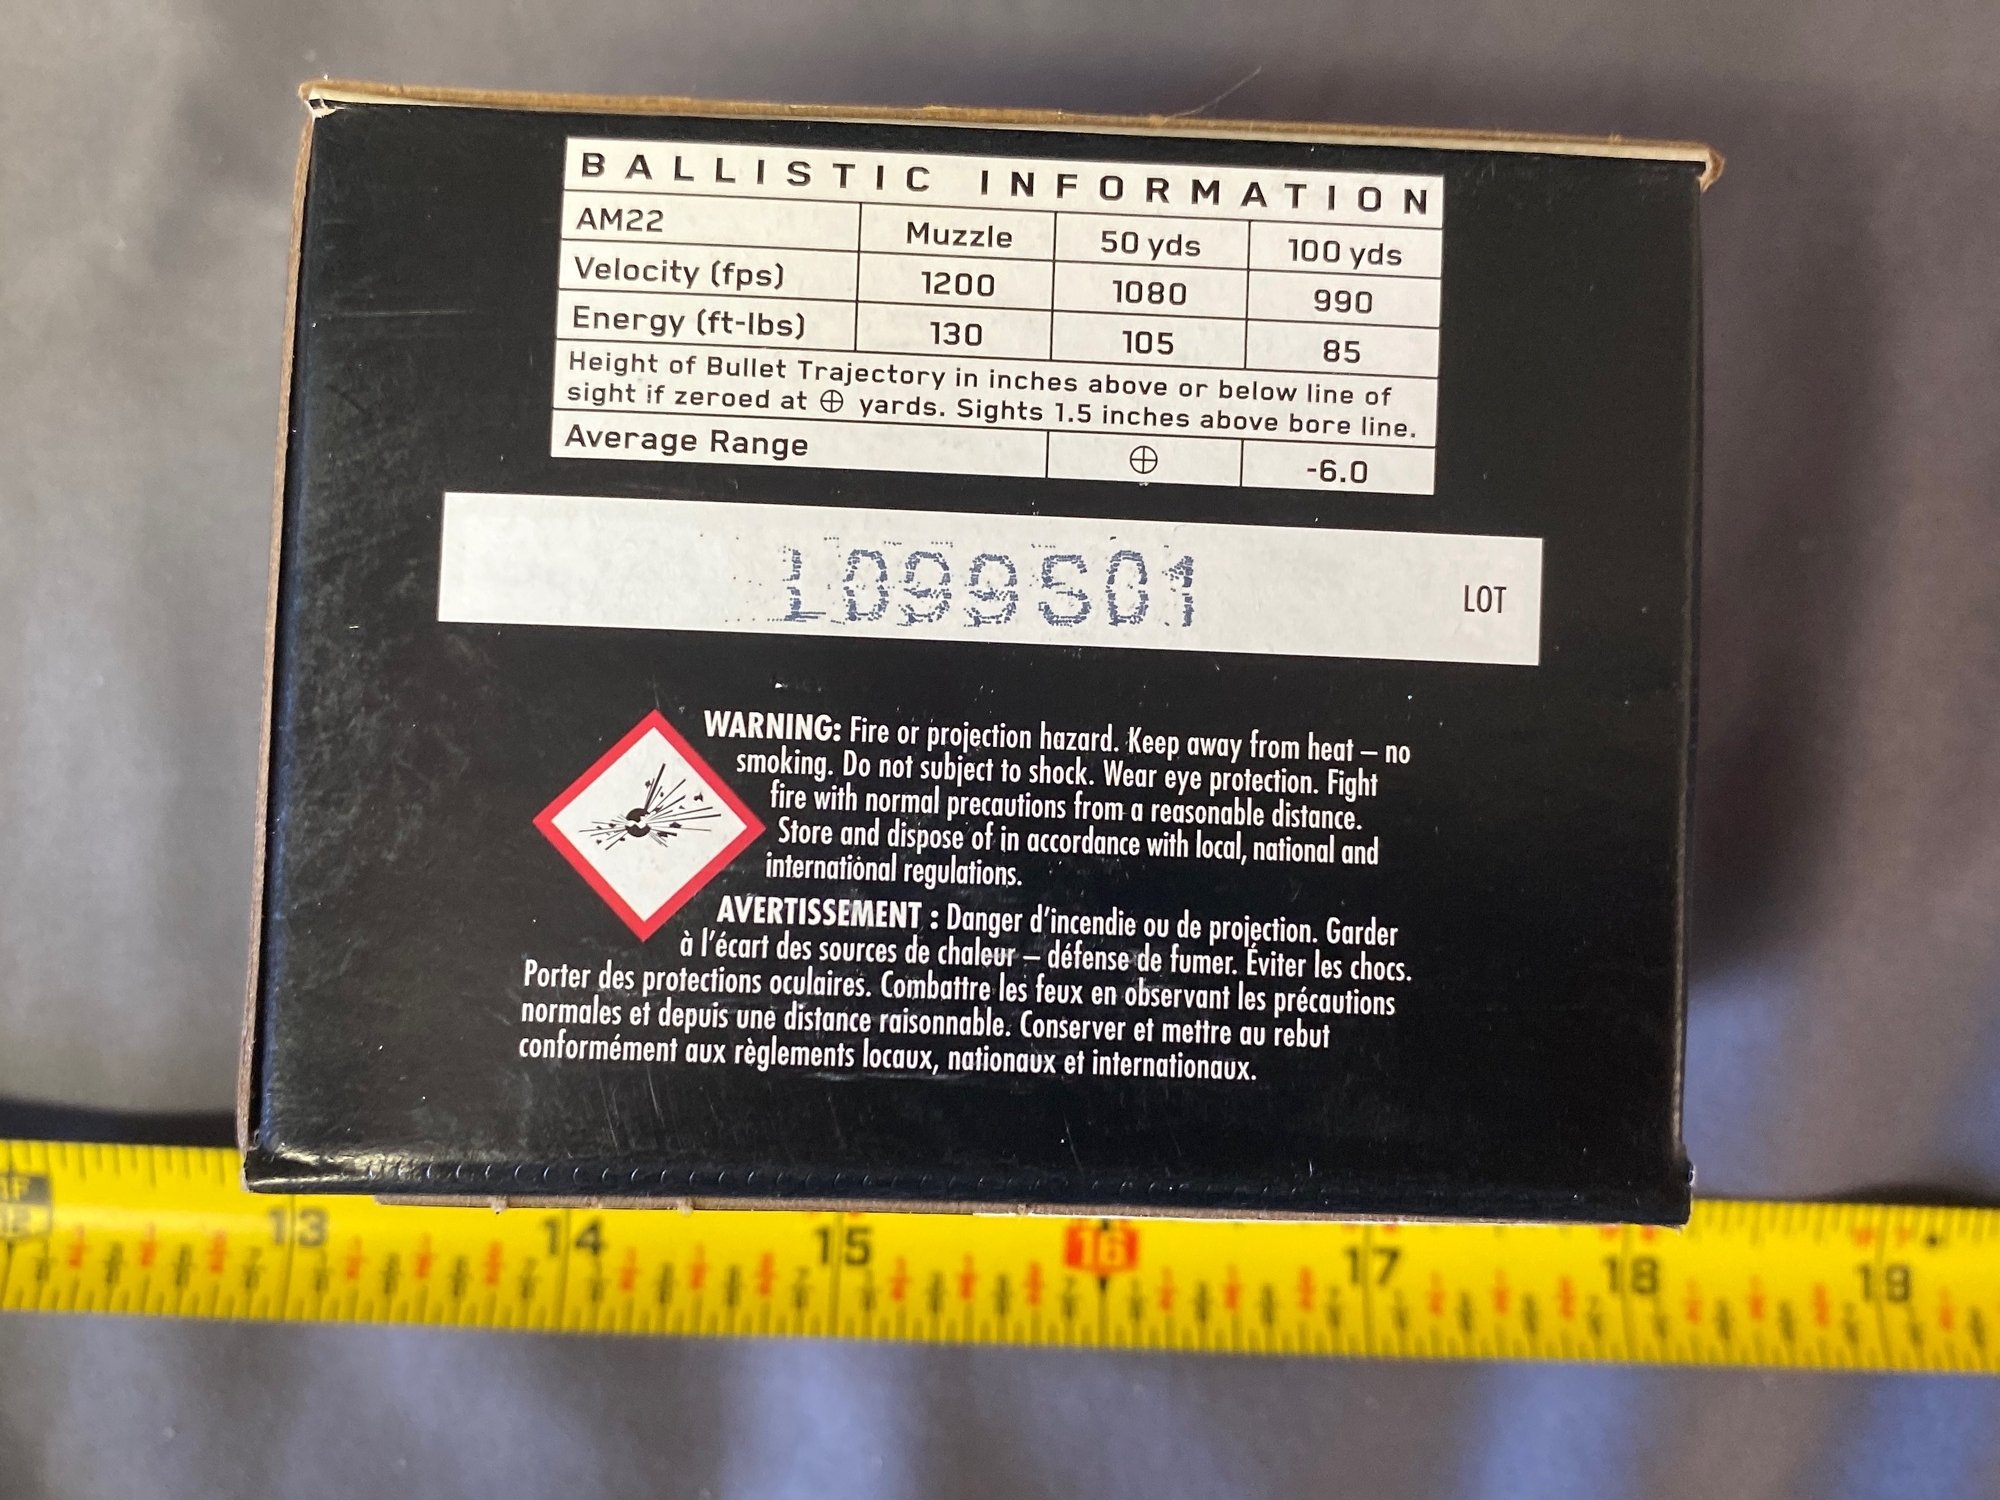 BALLISTIC INFORMATION
AM22 Muzzle 50 yds 100 yds
Velocity (fps) 1200 1080 990
Energy (ft-lbs) 130 105 85
Height of Bullet Trajectory in inches above or below line of
sight if zeroed at ⊕ yards. Sights 1.5 inches above bore line.
Average Range ⊕ -6.0
L099S01 LOT
WARNING: Fire or projection hazard. Keep away from heat – no
smoking. Do not subject to shock. Wear eye protection. Fight
fire with normal precautions from a reasonable distance.
Store and dispose of in accordance with local, national and
international regulations.
AVERTISSEMENT : Danger d'incendie ou de projection. Garder
à l'écart des sources de chaleur – défense de fumer. Éviter les chocs.
Porter des protections oculaires. Combattre les feux en observant les précautions
normales et depuis une distance raisonnable. Conserver et mettre au rebut
conformément aux règlements locaux, nationaux et internationaux.
1F
12
13 14 15 16 17 18 19